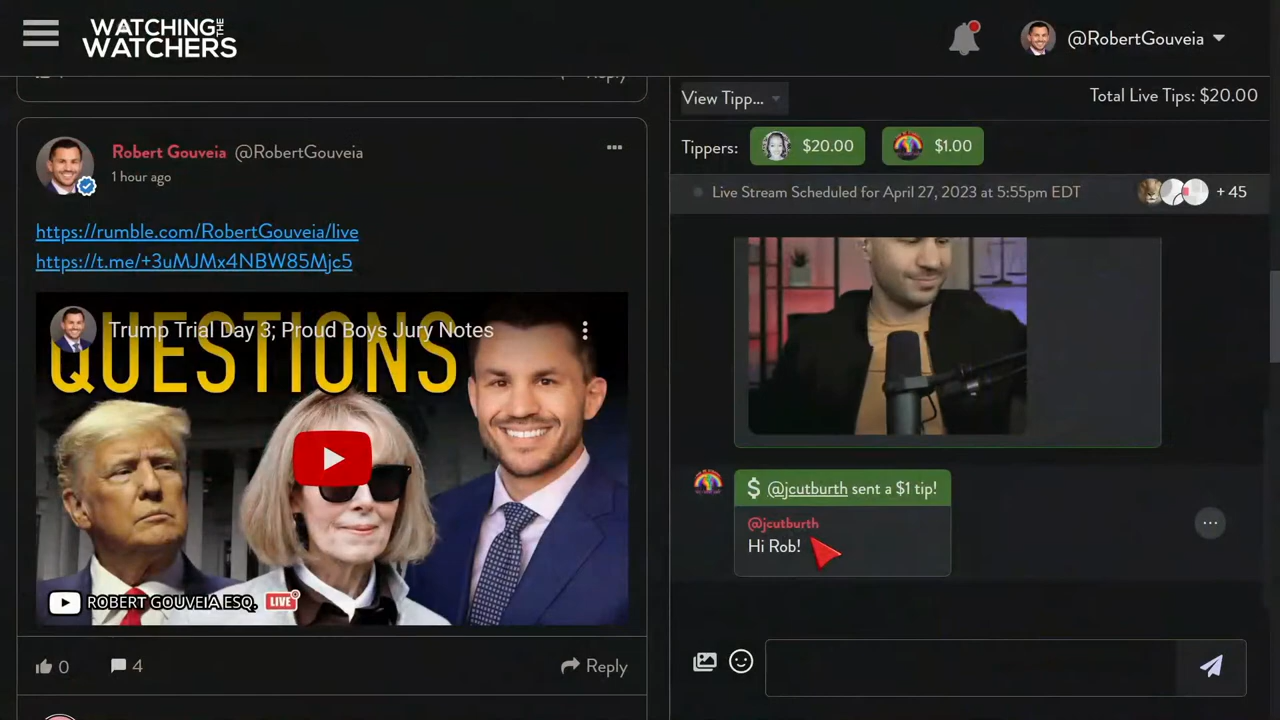 WATCHING THE
WATCHERS
@RobertGouveia
Reply
Robert Gouveia @RobertGouveia
1 hour ago
https://rumble.com/RobertGouveia/live
https://t.me/+3uMJMx4NBW85Mjc5
QUESTIONS
Trump Trial Day 3; Proud Boys Jury Notes
ROBERT GOUVEIA ESQ. LIVE
0
4
Reply
View Tipp...
Total Live Tips: $20.00
Tippers:
$20.00
$1.00
Live Stream Scheduled for April 27, 2023 at 5:55pm EDT
+ 45
$ @jcutburth sent a $1 tip!
@jcutburth
Hi Rob!